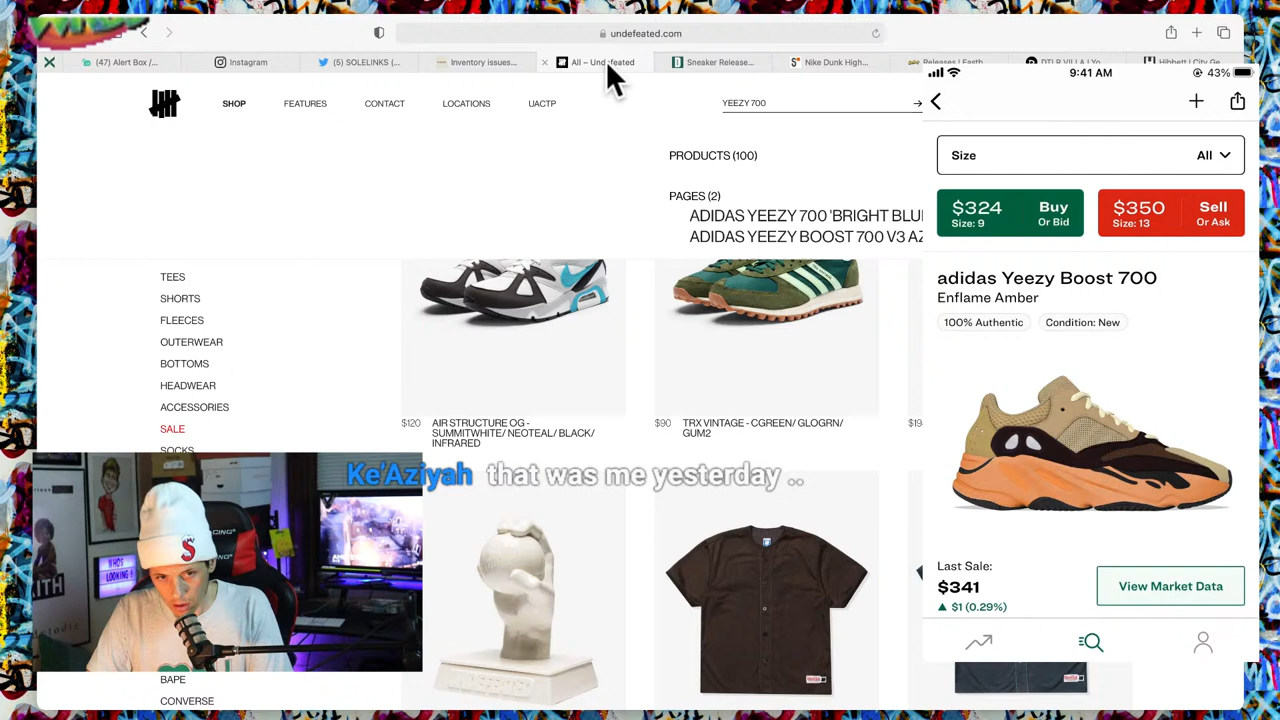 undefeated.com
(47) Alert Box /...
Instagram
(5) SOLELINKS (...
Inventory issues...
All – Undefeated
Sneaker Release...
Nike Dunk High...
SHOP
FEATURES
CONTACT
LOCATIONS
UACTP
YEEZY 700
PRODUCTS (100)
PAGES (2)
ADIDAS YEEZY 700 'BRIGHT BLU
ADIDAS YEEZY BOOST 700 V3 AZ
TEES
SHORTS
FLEECES
OUTERWEAR
BOTTOMS
HEADWEAR
ACCESSORIES
SALE
SOCKS
BAPE
CONVERSE
$120
AIR STRUCTURE OG -
SUMMITWHITE/ NEOTEAL/ BLACK/
INFRARED
$90
TRX VINTAGE - CGREEN/ GLOGRN/
GUM2
$19
Ke'Aziyah that was me yesterday ..
WHOS
LOOKING!
9:41 AM
43%
Size
All
$324
Size: 9
Buy
Or Bid
$350
Size: 13
Sell
Or Ask
adidas Yeezy Boost 700
Enflame Amber
100% Authentic
Condition: New
Last Sale:
$341
▲ $1 (0.29%)
View Market Data